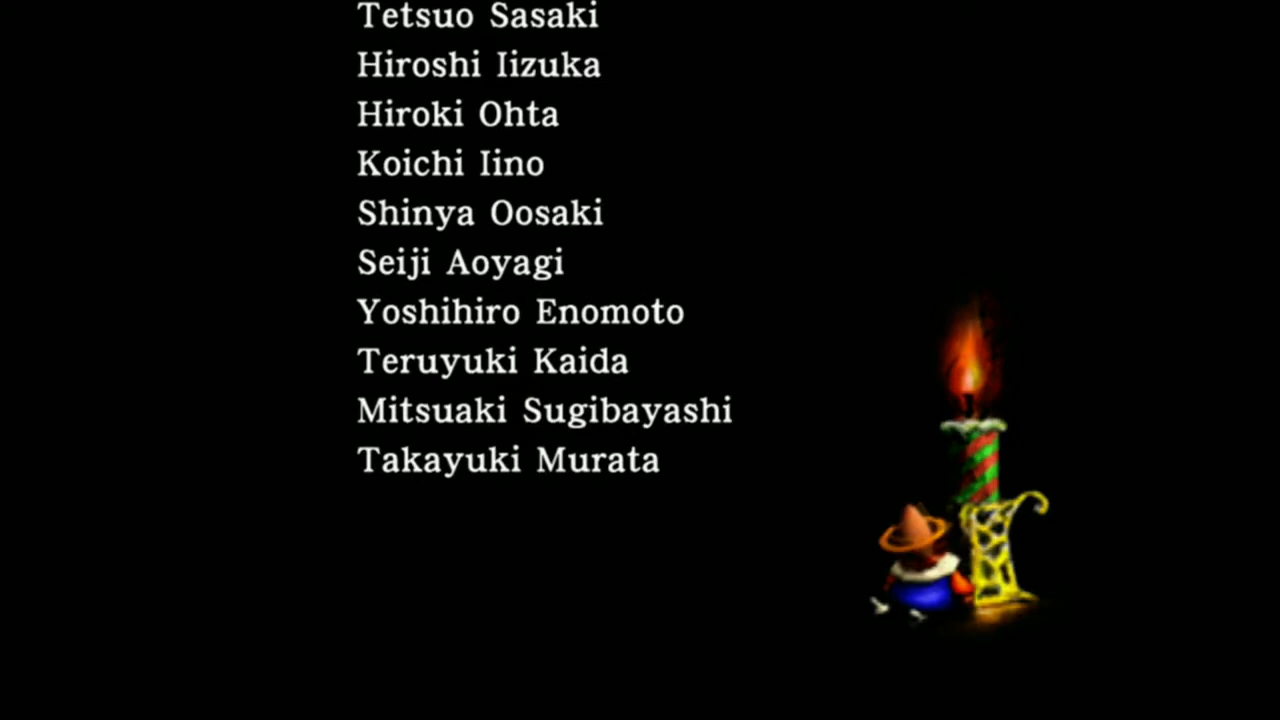 Tetsuo Sasaki
Hiroshi Iizuka
Hiroki Ohta
Koichi Iino
Shinya Oosaki
Seiji Aoyagi
Yoshihiro Enomoto
Teruyuki Kaida
Mitsuaki Sugibayashi
Takayuki Murata